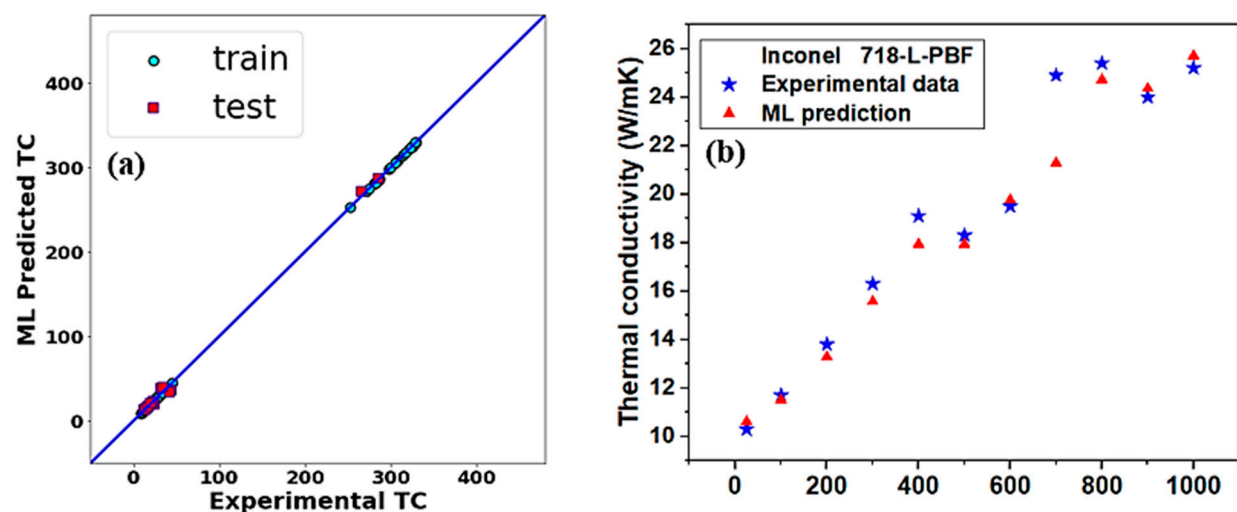 train
test
(a)
400
300
200
100
0
ML Predicted TC
0 100 200 300 400
Experimental TC
Inconel 718-L-PBF
Experimental data
ML prediction
(b)
26
24
22
20
18
16
14
12
10
Thermal conductivity (W/mK)
0 200 400 600 800 1000